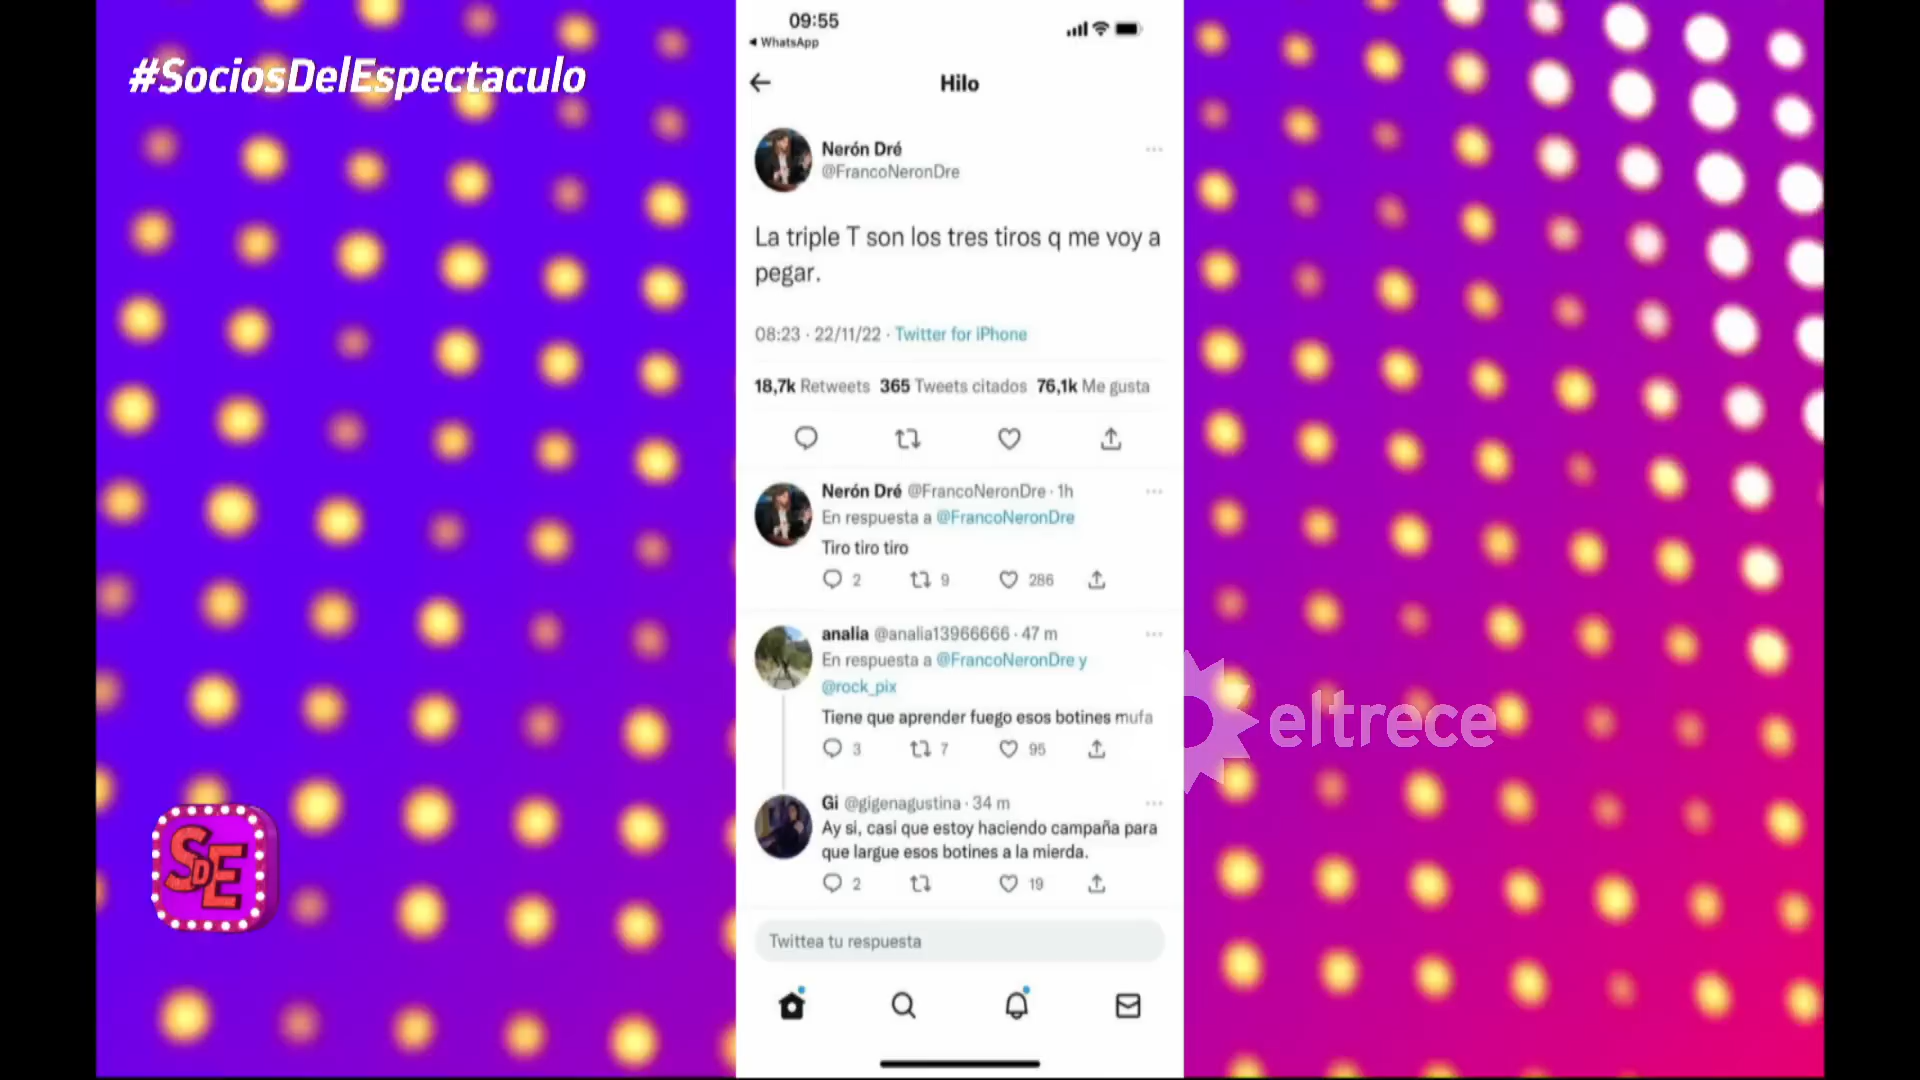 #SociosDelEspectaculo
09:55
WhatsApp
Hilo
Nerón Dré
@FrancoNeronDre
La triple T son los tres tiros q me voy a
pegar.
08:23 · 22/11/22 · Twitter for iPhone
18,7k Retweets 365 Tweets citados 76,1k Me gusta
Nerón Dré @FrancoNeronDre · 1h
En respuesta a @FrancoNeronDre
Tiro tiro tiro
2 9 286
analia @analia13966666 · 47 m
En respuesta a @FrancoNeronDre y
@rock_pix
Tiene que aprender fuego esos botines mufa
3 7 95
Gi @gigenagustina · 34 m
Ay si, casi que estoy haciendo campaña para
que largue esos botines a la mierda.
2 19
Twittea tu respuesta
eltrece
SDE